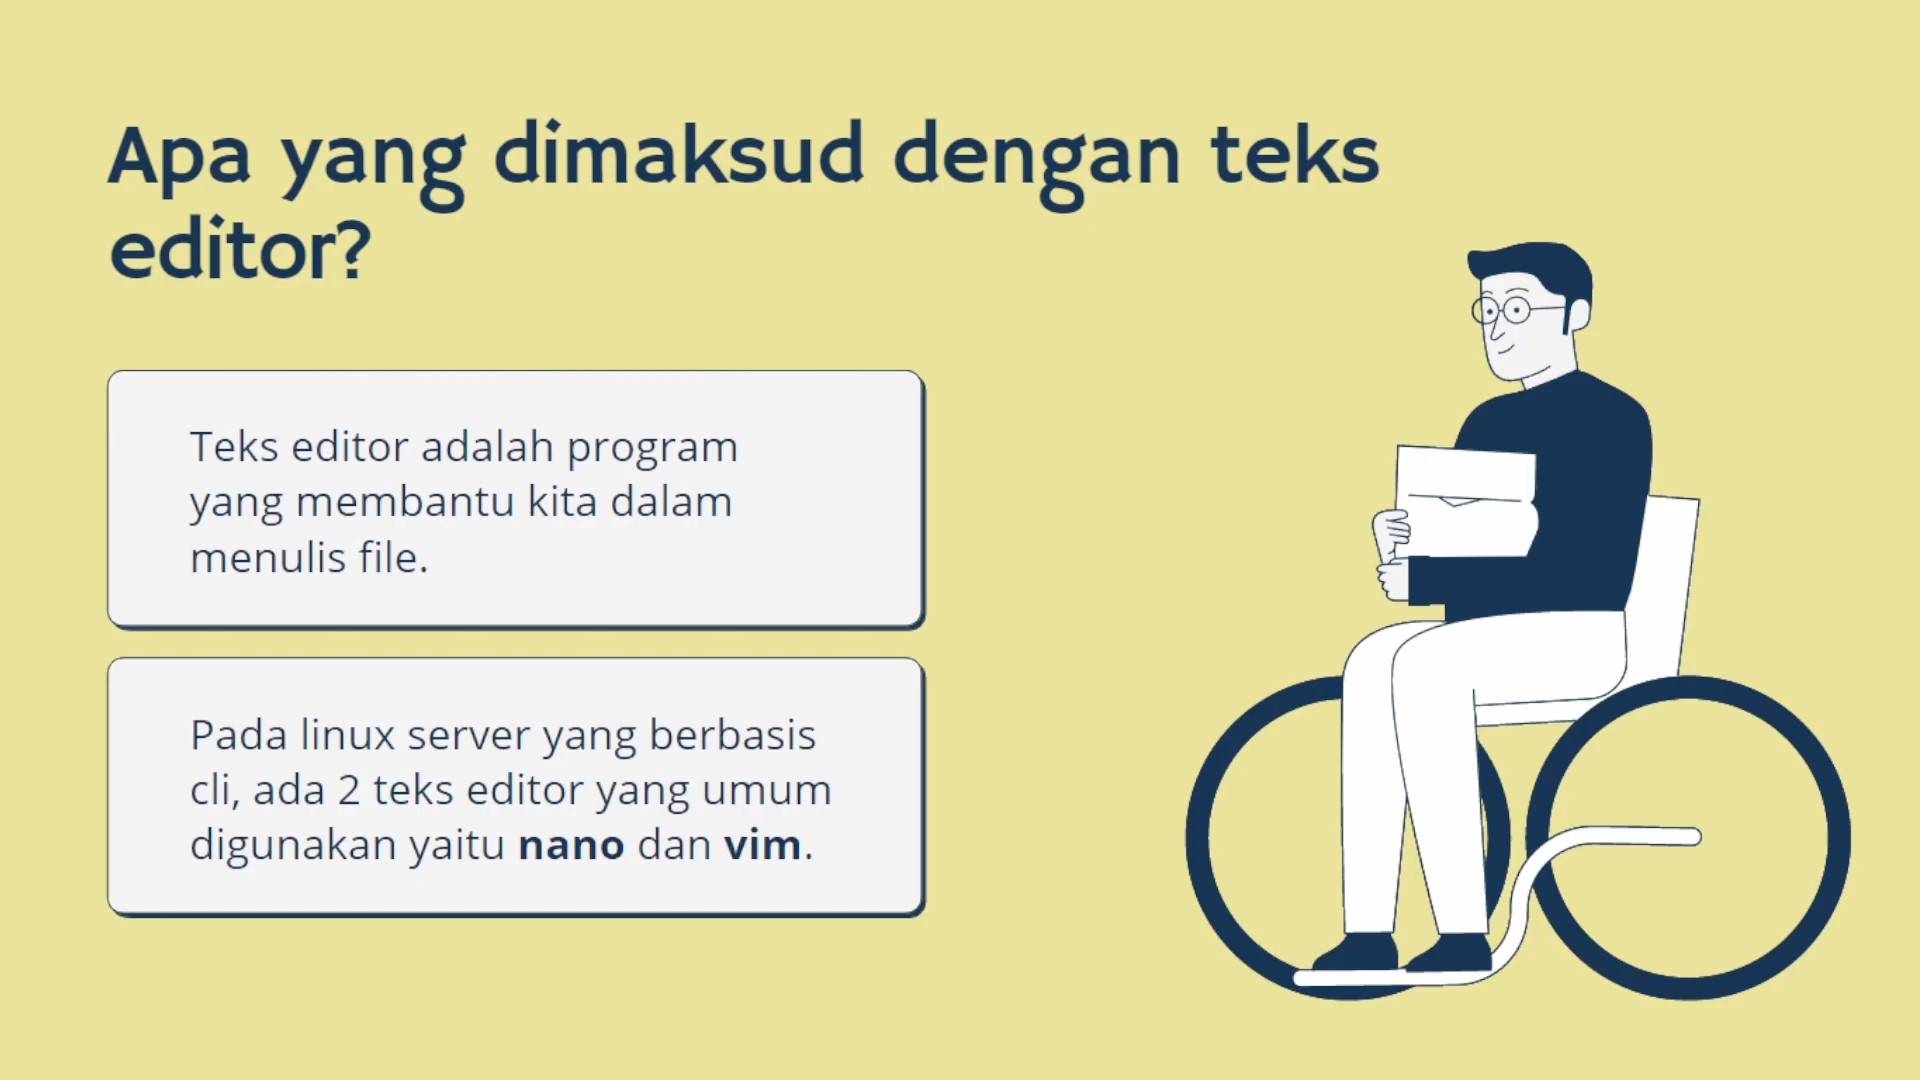 Apa yang dimaksud dengan teks
editor?
Teks editor adalah program
yang membantu kita dalam
menulis file.
Pada linux server yang berbasis
cli, ada 2 teks editor yang umum
digunakan yaitu nano dan vim.